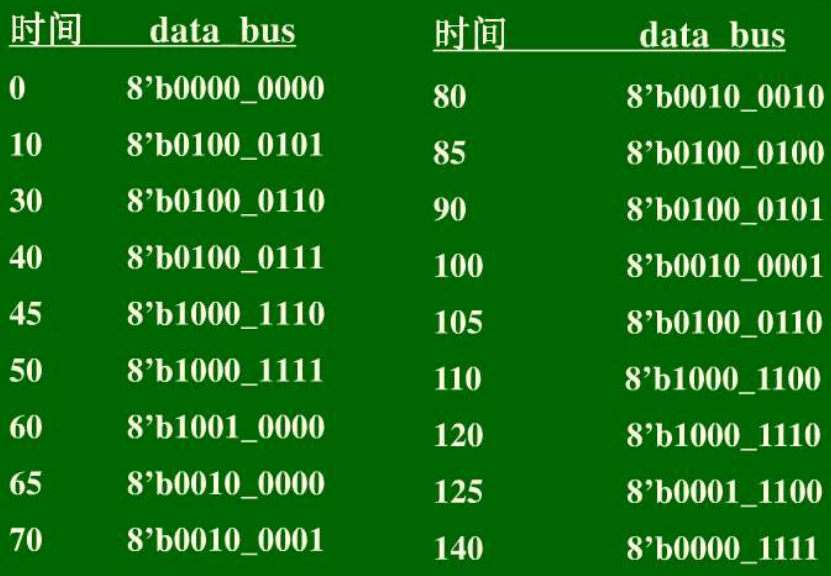 时间 data_bus
0 8’b0000_0000
10 8’b0100_0101
30 8’b0100_0110
40 8’b0100_0111
45 8’b1000_1110
50 8’b1000_1111
60 8’b1001_0000
65 8’b0010_0000
70 8’b0010_0001
时间 data_bus
80 8’b0010_0010
85 8’b0100_0100
90 8’b0100_0101
100 8’b0010_0001
105 8’b0100_0110
110 8’b1000_1100
120 8’b1000_1110
125 8’b0001_1100
140 8’b0000_1111